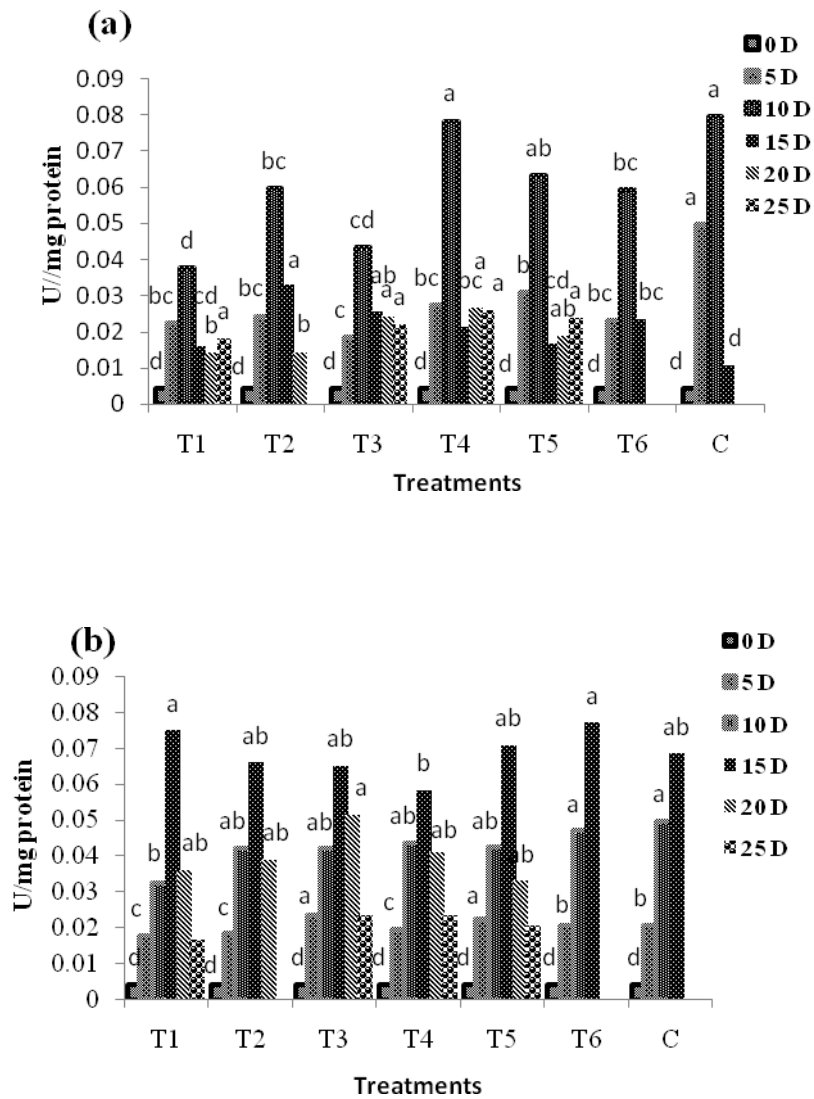 (a)
0 D
5 D
10 D
15 D
20 D
25 D
U//mg protein
0.09
0.08
0.07
0.06
0.05
0.04
0.03
0.02
0.01
0
d bc d cd b a
d bc bc a b
d c cd ab a a
d bc a bc a a
d b ab cd ab a
d bc bc bc
d a a d
T1 T2 T3 T4 T5 T6 C
Treatments
(b)
0 D
5 D
10 D
15 D
20 D
25 D
U/mg protein
0.09
0.08
0.07
0.06
0.05
0.04
0.03
0.02
0.01
0
d c b a ab
d c ab ab ab
d a ab ab a
d c ab b ab
d a ab ab ab
d b a a
d b a ab
T1 T2 T3 T4 T5 T6 C
Treatments